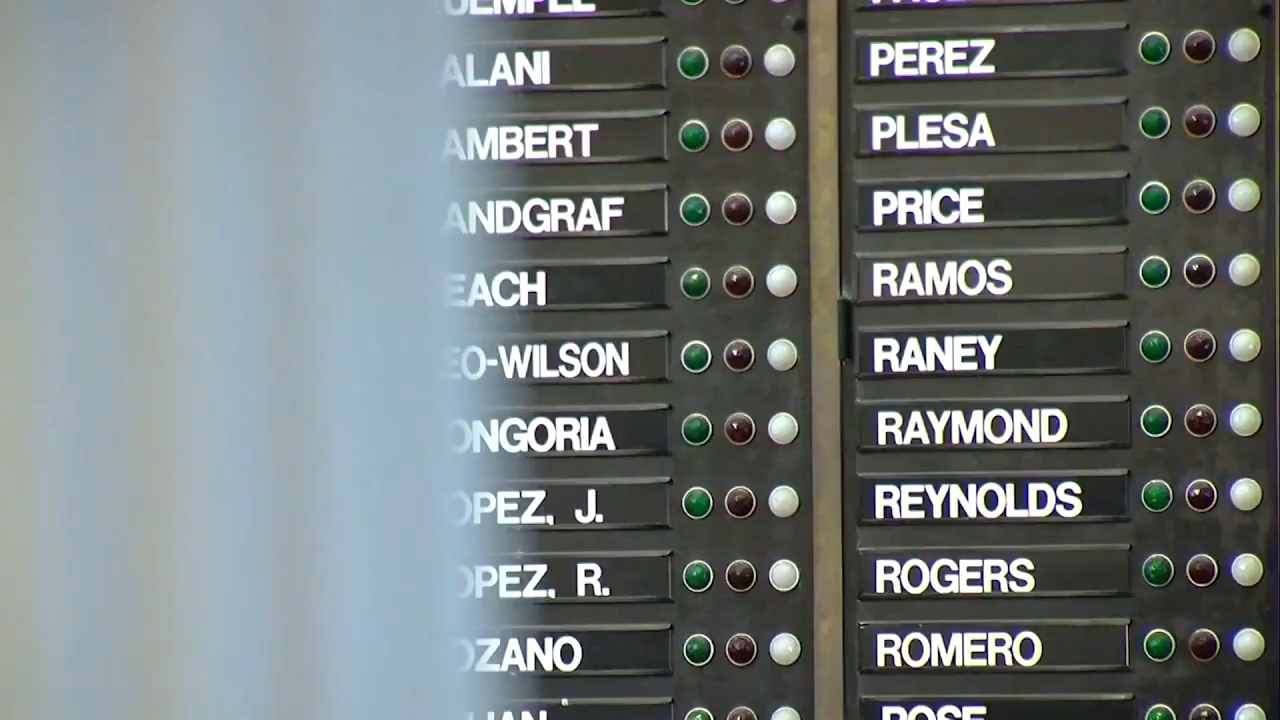 ALANI
AMBERT
ANDGRAF
EACH
EO-WILSON
ONGORIA
OPEZ, J.
OPEZ, R.
OZANO
PEREZ
PLESA
PRICE
RAMOS
RANEY
RAYMOND
REYNOLDS
ROGERS
ROMERO
ROSE